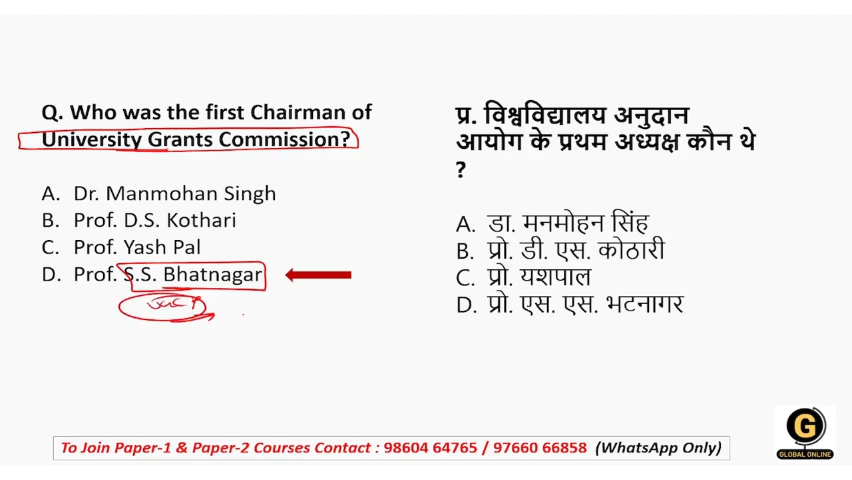 Q. Who was the first Chairman of
University Grants Commission?
A. Dr. Manmohan Singh
B. Prof. D.S. Kothari
C. Prof. Yash Pal
D. Prof. S.S. Bhatnagar
प्र. विश्वविद्यालय अनुदान
आयोग के प्रथम अध्यक्ष कौन थे
?
A. डा. मनमोहन सिंह
B. प्रो. डी. एस. कोठारी
C. प्रो. यशपाल
D. प्रो. एस. एस. भटनागर
G
GLOBAL ONLINE
To Join Paper-1 & Paper-2 Courses Contact : 98604 64765 / 97660 66858 (WhatsApp Only)